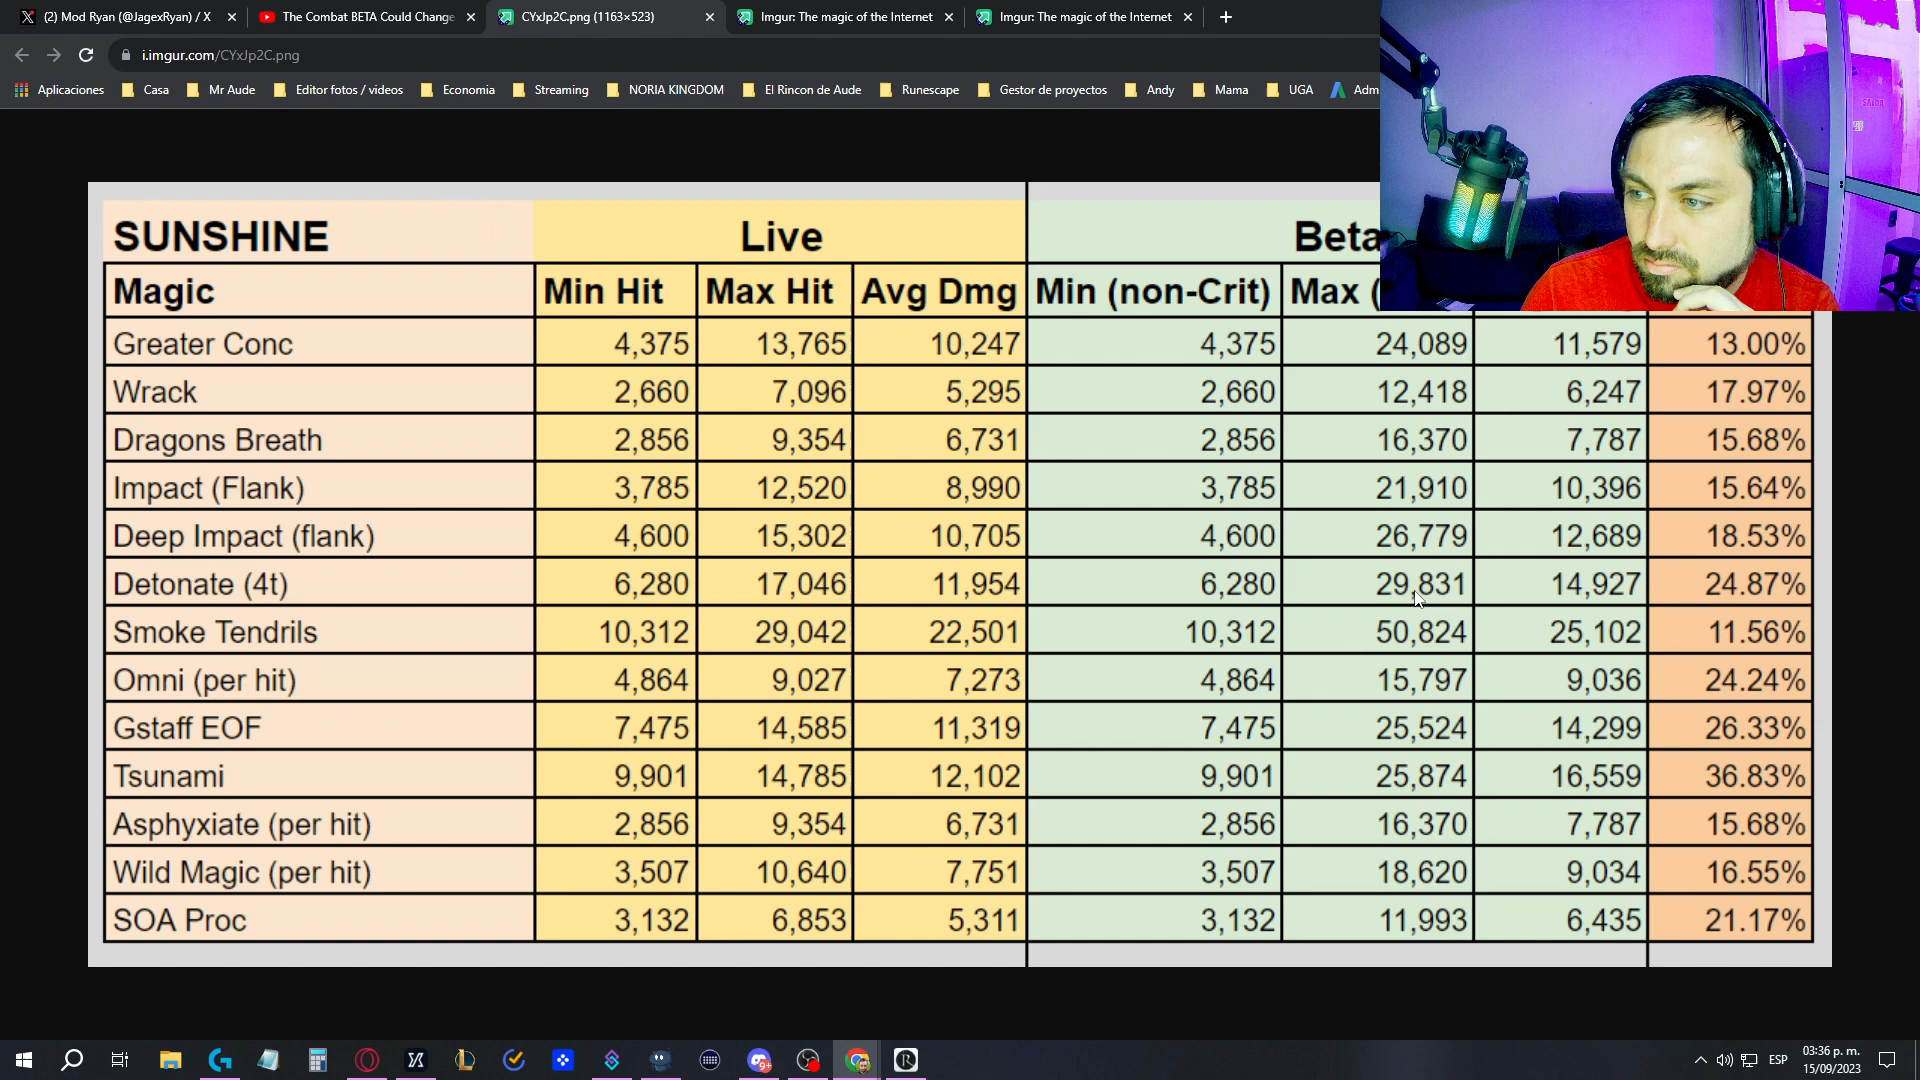 (2) Mod Ryan (@JagexRyan) / X
The Combat BETA Could Change
CYxJp2C.png (1163×523)
Imgur: The magic of the Internet
Imgur: The magic of the Internet
i.imgur.com/CYxJp2C.png
Aplicaciones Casa Mr Aude Editor fotos / videos Economia Streaming NORIA KINGDOM El Rincon de Aude Runescape Gestor de proyectos Andy Mama UGA Adm
SUNSHINE Live Beta
Magic Min Hit Max Hit Avg Dmg Min (non-Crit) Max (
Greater Conc 4,375 13,765 10,247 4,375 24,089 11,579 13.00%
Wrack 2,660 7,096 5,295 2,660 12,418 6,247 17.97%
Dragons Breath 2,856 9,354 6,731 2,856 16,370 7,787 15.68%
Impact (Flank) 3,785 12,520 8,990 3,785 21,910 10,396 15.64%
Deep Impact (flank) 4,600 15,302 10,705 4,600 26,779 12,689 18.53%
Detonate (4t) 6,280 17,046 11,954 6,280 29,831 14,927 24.87%
Smoke Tendrils 10,312 29,042 22,501 10,312 50,824 25,102 11.56%
Omni (per hit) 4,864 9,027 7,273 4,864 15,797 9,036 24.24%
Gstaff EOF 7,475 14,585 11,319 7,475 25,524 14,299 26.33%
Tsunami 9,901 14,785 12,102 9,901 25,874 16,559 36.83%
Asphyxiate (per hit) 2,856 9,354 6,731 2,856 16,370 7,787 15.68%
Wild Magic (per hit) 3,507 10,640 7,751 3,507 18,620 9,034 16.55%
SOA Proc 3,132 6,853 5,311 3,132 11,993 6,435 21.17%
ESP
03:36 p. m.
15/09/2023